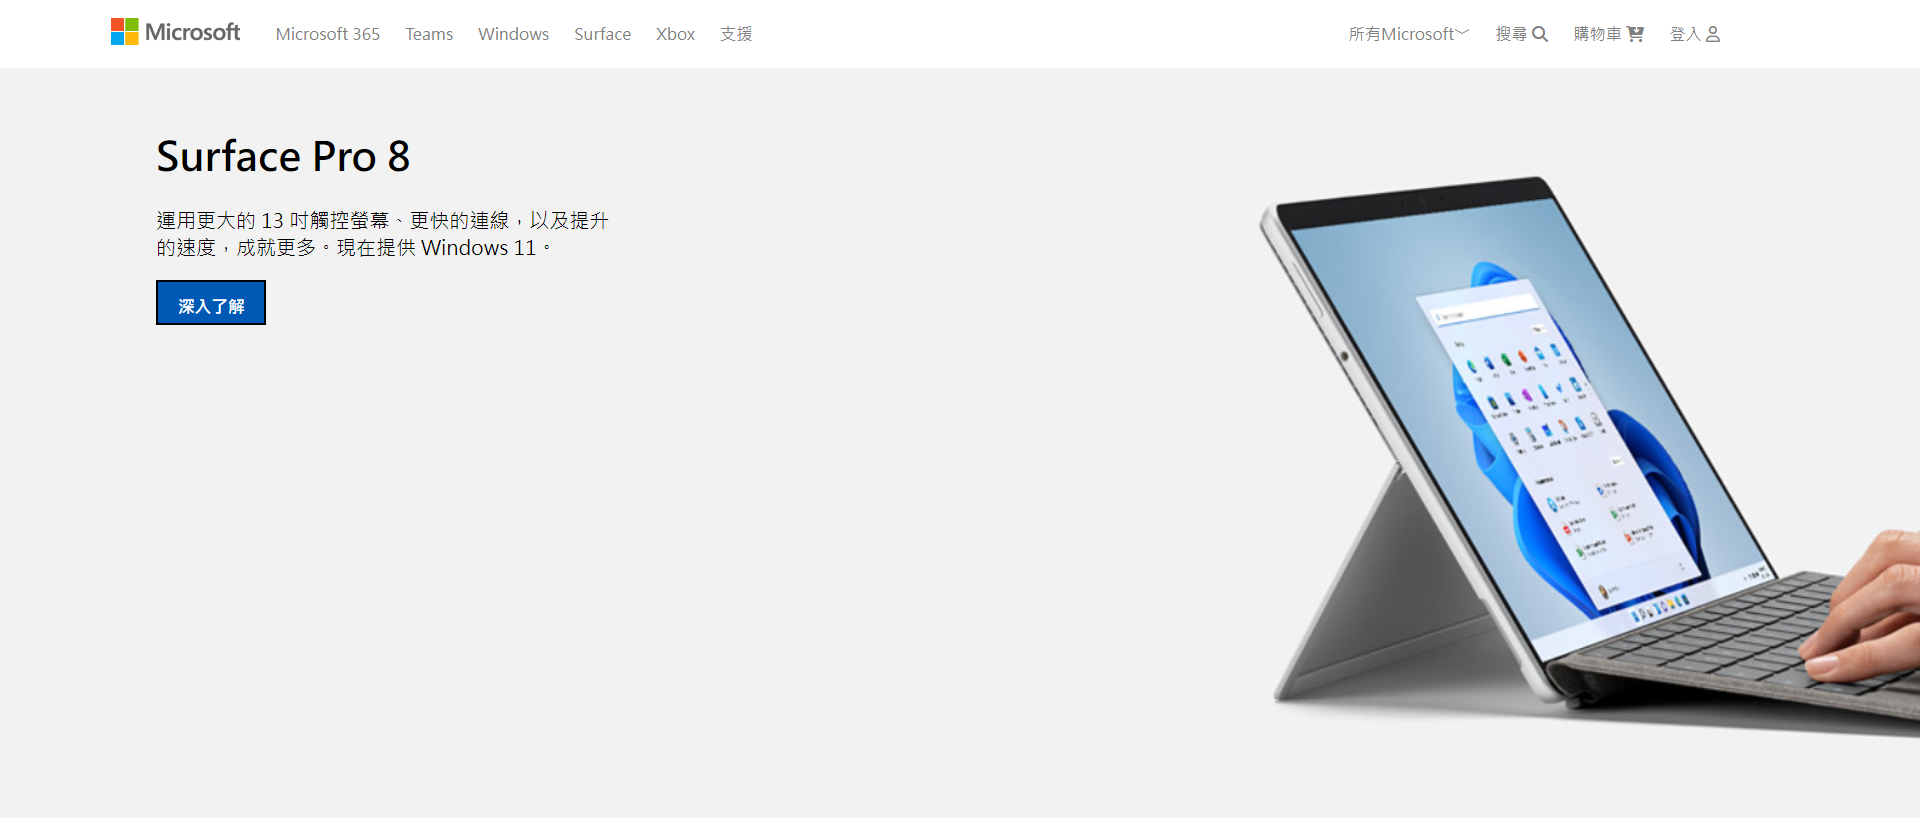 Microsoft
Microsoft 365 Teams Windows Surface Xbox 支援
所有Microsoft 搜尋 購物車 登入
Surface Pro 8
運用更大的 13 吋觸控螢幕、更快的連線，以及提升
的速度，成就更多。現在提供 Windows 11。
深入了解